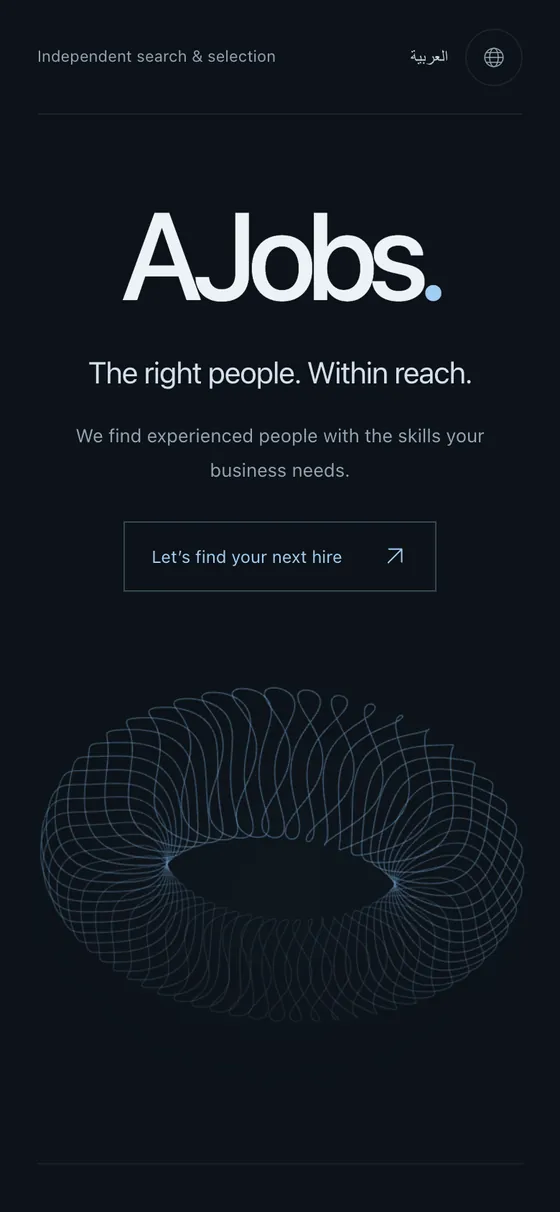 Independent search & selection
العربية
AJobs.
The right people. Within reach.
We find experienced people with the skills your
business needs.
Let’s find your next hire